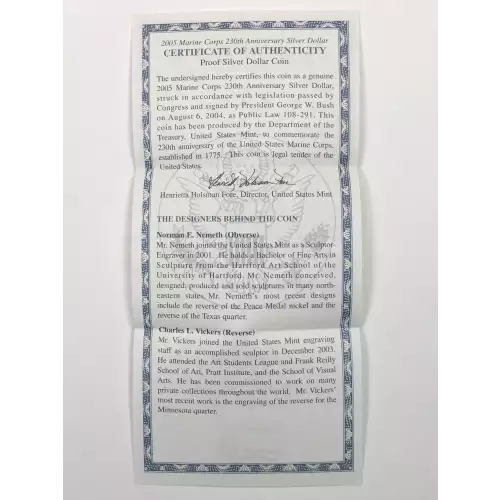 2005 Marine Corps 230th Anniversary Silver Dollar
CERTIFICATE OF AUTHENTICITY
Proof Silver Dollar Coin
The undersigned hereby certifies this coin as a genuine
2005 Marine Corps 230th Anniversary Silver Dollar,
struck in accordance with legislation passed by
Congress and signed by President George W. Bush
on August 6, 2004, as Public Law 108-291. This
coin has been produced by the Department of the
Treasury, United States Mint, to commemorate the
230th anniversary of the United States Marine Corps,
established in 1775. This coin is legal tender of the
United States.
Henrietta Holsman Fore, Director, United States Mint
THE DESIGNERS BEHIND THE COIN
Norman E. Nemeth (Obverse)
Mr. Nemeth joined the United States Mint as a Sculptor-
Engraver in 2001. He holds a Bachelor of Fine Arts in
Sculpture from the Hartford Art School of the
University of Hartford. Mr. Nemeth conceived,
designed, produced and sold sculptures in many north-
eastern states. Mr. Nemeth's most recent designs
include the reverse of the Peace Medal nickel and the
reverse of the Texas quarter.
Charles L. Vickers (Reverse)
Mr. Vickers joined the United States Mint engraving
staff as an accomplished sculptor in December 2003.
He attended the Art Students League and Frank Reilly
School of Art, Pratt Institute, and the School of Visual
Arts. He has been commissioned to work on many
private collections throughout the world. Mr. Vickers'
most recent work is the engraving of the reverse for the
Minnesota quarter.